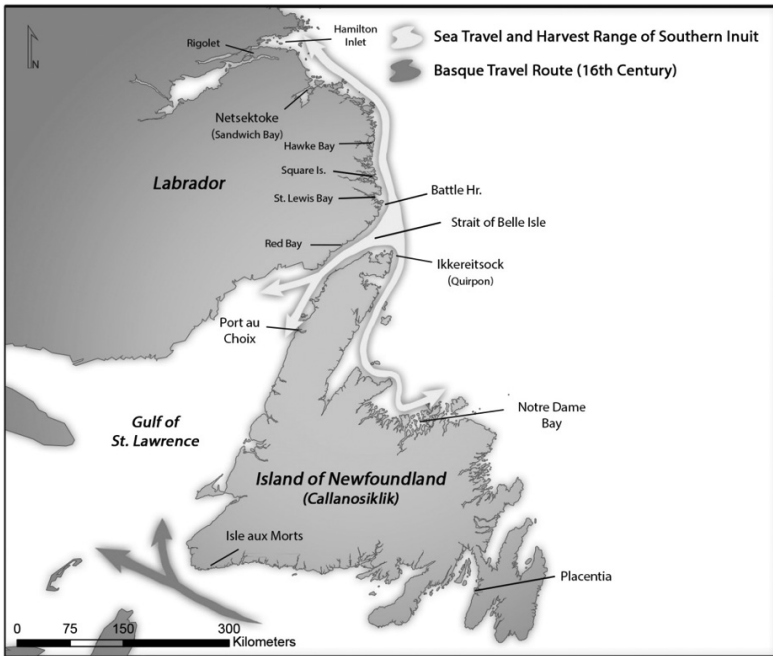 Hamilton
Inlet
Sea Travel and Harvest Range of Southern Inuit
Rigolet
N
Basque Travel Route (16th Century)
Netsektoke
(Sandwich Bay)
Hawke Bay
Labrador
Square Is.
Battle Hr.
St. Lewis Bay
Strait of Belle Isle
Red Bay
Ikkereitsock
(Quirpon)
Port au
Choix
Notre Dame
Bay
Gulf of
St. Lawrence
Island of Newfoundland
(Callanosiklik)
Isle aux Morts
Placentia
0 75 150 300
Kilometers